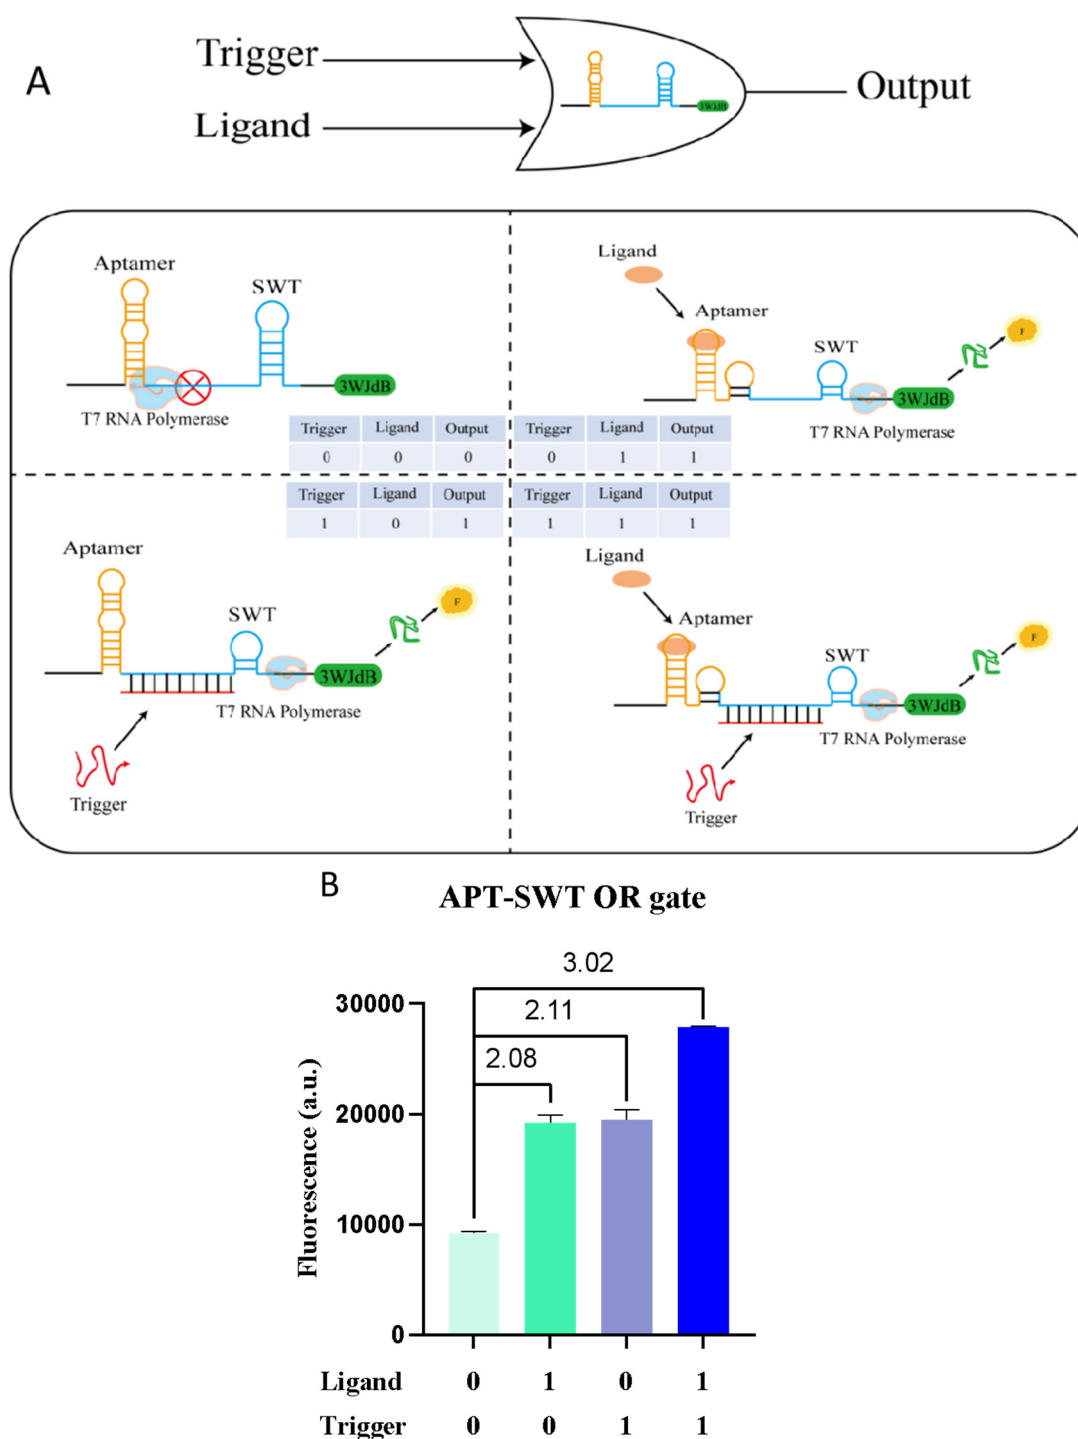 A
Trigger
Ligand
3WJdB
Output
Aptamer
SWT
3WJdB
T7 RNA Polymerase
Ligand
Aptamer
SWT
F
3WJdB
T7 RNA Polymerase
Trigger Ligand Output
0 0 0
Trigger Ligand Output
0 1 1
Trigger Ligand Output
1 0 1
Trigger Ligand Output
1 1 1
Aptamer
SWT
F
3WJdB
T7 RNA Polymerase
Trigger
Ligand
Aptamer
SWT
F
3WJdB
T7 RNA Polymerase
Trigger
B
APT-SWT OR gate
3.02
2.11
2.08
Fluorescence (a.u.)
30000
20000
10000
0
Ligand 0 1 0 1
Trigger 0 0 1 1